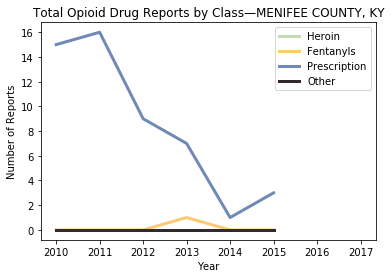 Total Opioid Drug Reports by Class—MENIFEE COUNTY, KY
Heroin
Fentanyls
Prescription
Other
Number of Reports
16
14
12
10
8
6
4
2
0
2010 2011 2012 2013 2014 2015 2016 2017
Year